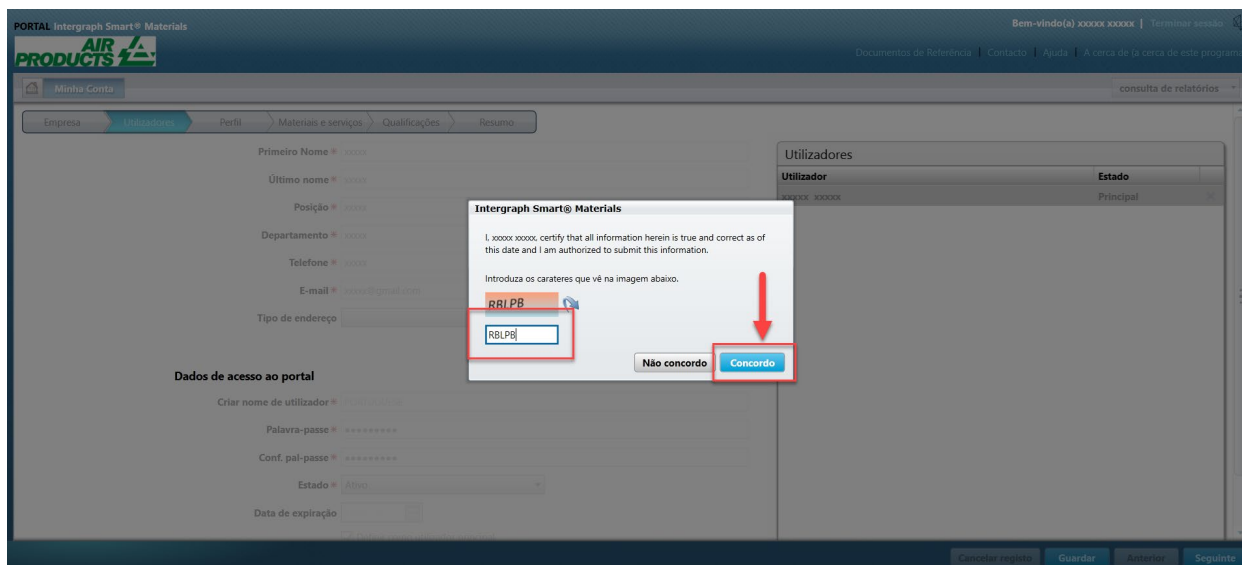 PORTAL Intergraph Smart® Materials
Bem-vindo(a) xxxxx xxxxx | Terminar sessão
AIR PRODUCTS
Documentos de Referência | Contacto | Ajuda | A cerca de (a cerca de este programa
Minha Conta
consulta de relatórios
Empresa
Utilizadores
Perfil
Materiais e serviços
Qualificações
Resumo
Primeiro Nome * xxxxx
Último nome * xxxxx
Posição * xxxxx
Departamento * xxxxx
Telefone * xxxxx
E-mail * xxxxx@gmail.com
Tipo de endereço
Utilizadores
Utilizador Estado
xxxxx xxxxx Principal
Intergraph Smart® Materials
I, xxxxx xxxxx, certify that all information herein is true and correct as of
this date and I am authorized to submit this information.
Introduza os carateres que vê na imagem abaixo.
RBLPB
RBLPB
Não concordo
Concordo
Dados de acesso ao portal
Criar nome de utilizador *
Palavra-passe *
Conf. pal-passe *
Estado * Ativo
Data de expiração
Cancelar registo
Guardar
Anterior
Seguinte